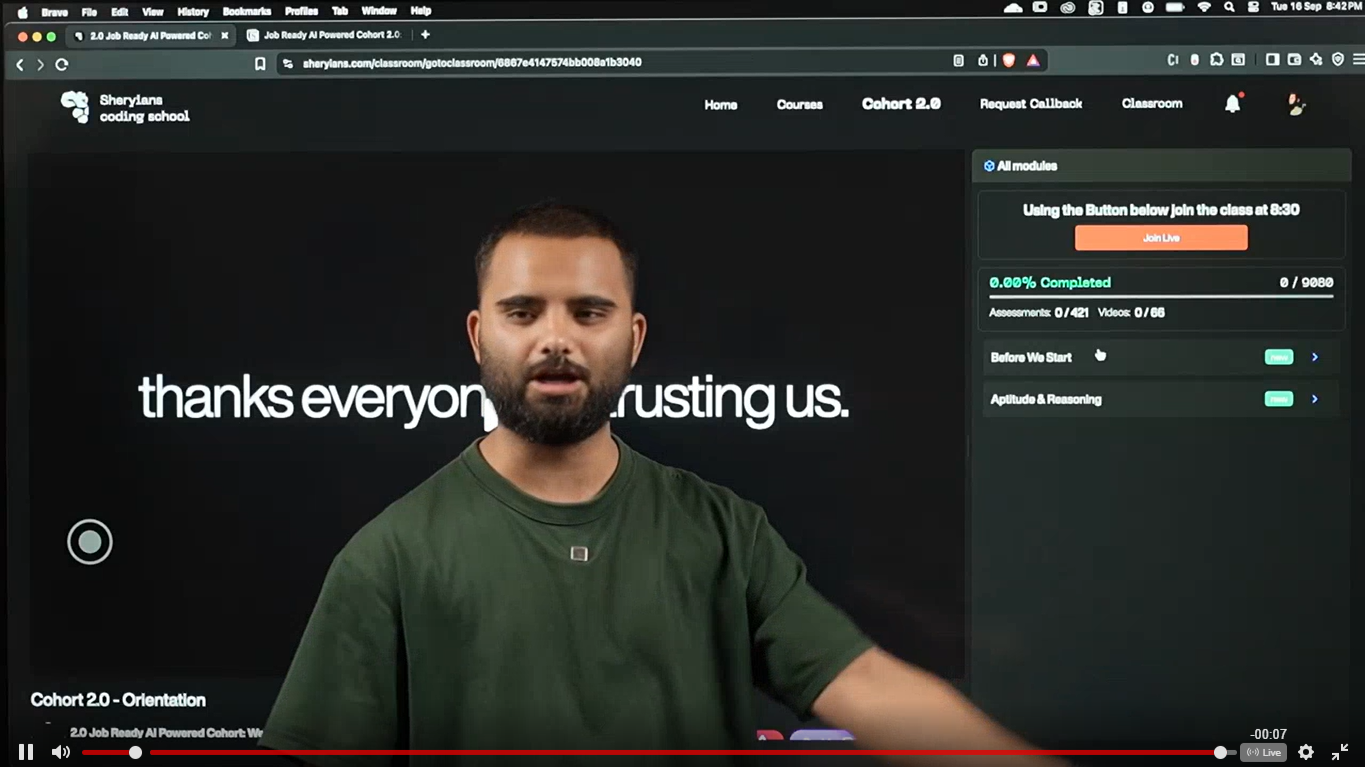 Brave File Edit View History Bookmarks Profiles Tab Window Help
Tue 16 Sep 8:42 PM
2.0 Job Ready AI Powered Coh
Job Ready AI Powered Cohort 2.0:
sheryians.com/classroom/gotoclassroom/6867e4147574bb008a1b3040
Sheryians
coding school
Home Courses Cohort 2.0 Request Callback Classroom
All modules
Using the Button below join the class at 8:30
Join Live
0.00% Completed 0 / 9080
Assessments: 0/421 Videos: 0/66
Before We Start new
Aptitude & Reasoning new
thanks everyon trusting us.
Cohort 2.0 - Orientation
2.0 Job Ready AI Powered Cohort: We
-00:07
Live